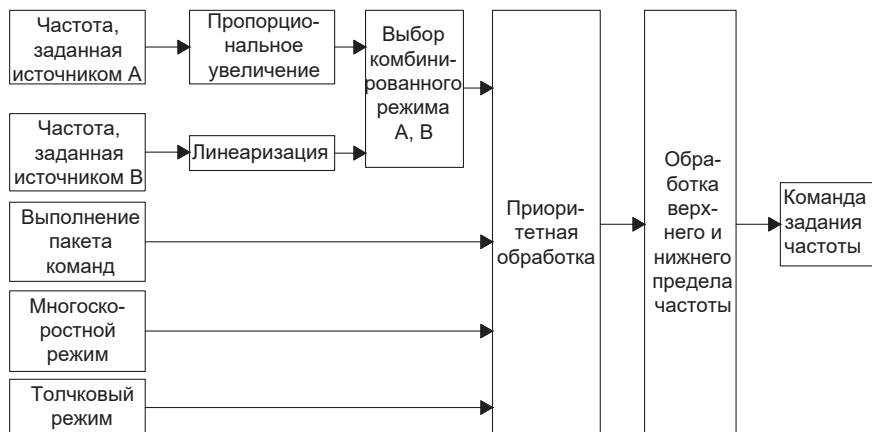 Частота,
заданная
источником А
Пропорцио-
нальное
увеличение
Выбор
комбини-
рованного
режима
А, В
Частота,
заданная
источником В
Линеаризация
Выполнение
пакета
команд
Многоско-
ростной
режим
Толчковый
режим
Приори-
тетная
обработка
Обра-
ботка
верх-
него и
нижнего
предела
частоты
Команда
задания
частоты